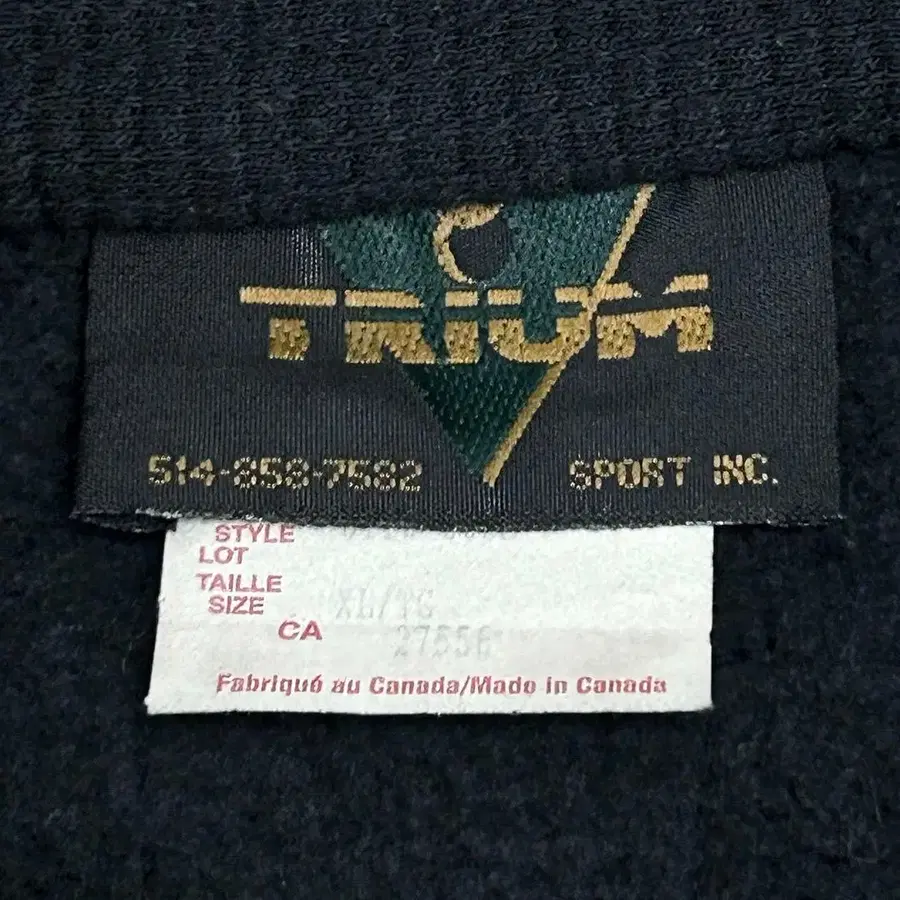 TRIUM
514-858-7582 SPORT INC.
STYLE
LOT
TAILLE
SIZE XL/TG
CA 27556
Fabriqué au Canada/Made in Canada